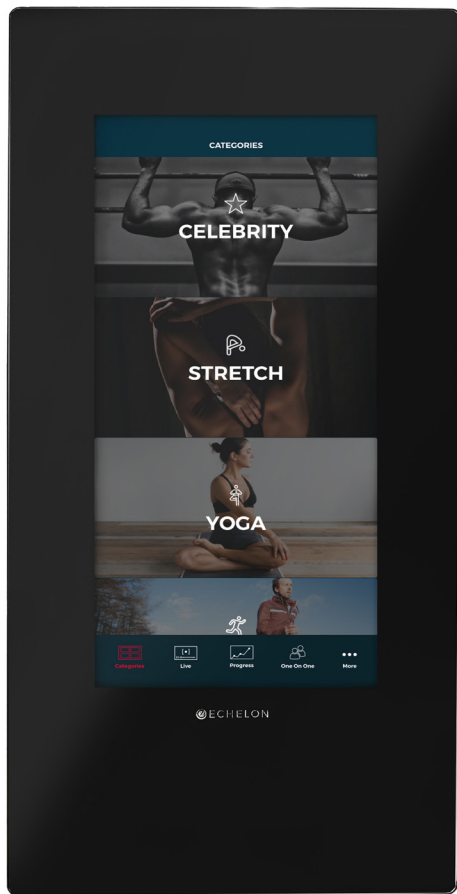 CATEGORIES
CELEBRITY
STRETCH
YOGA
Categories
Live
Progress
One On One
More
ECHELON